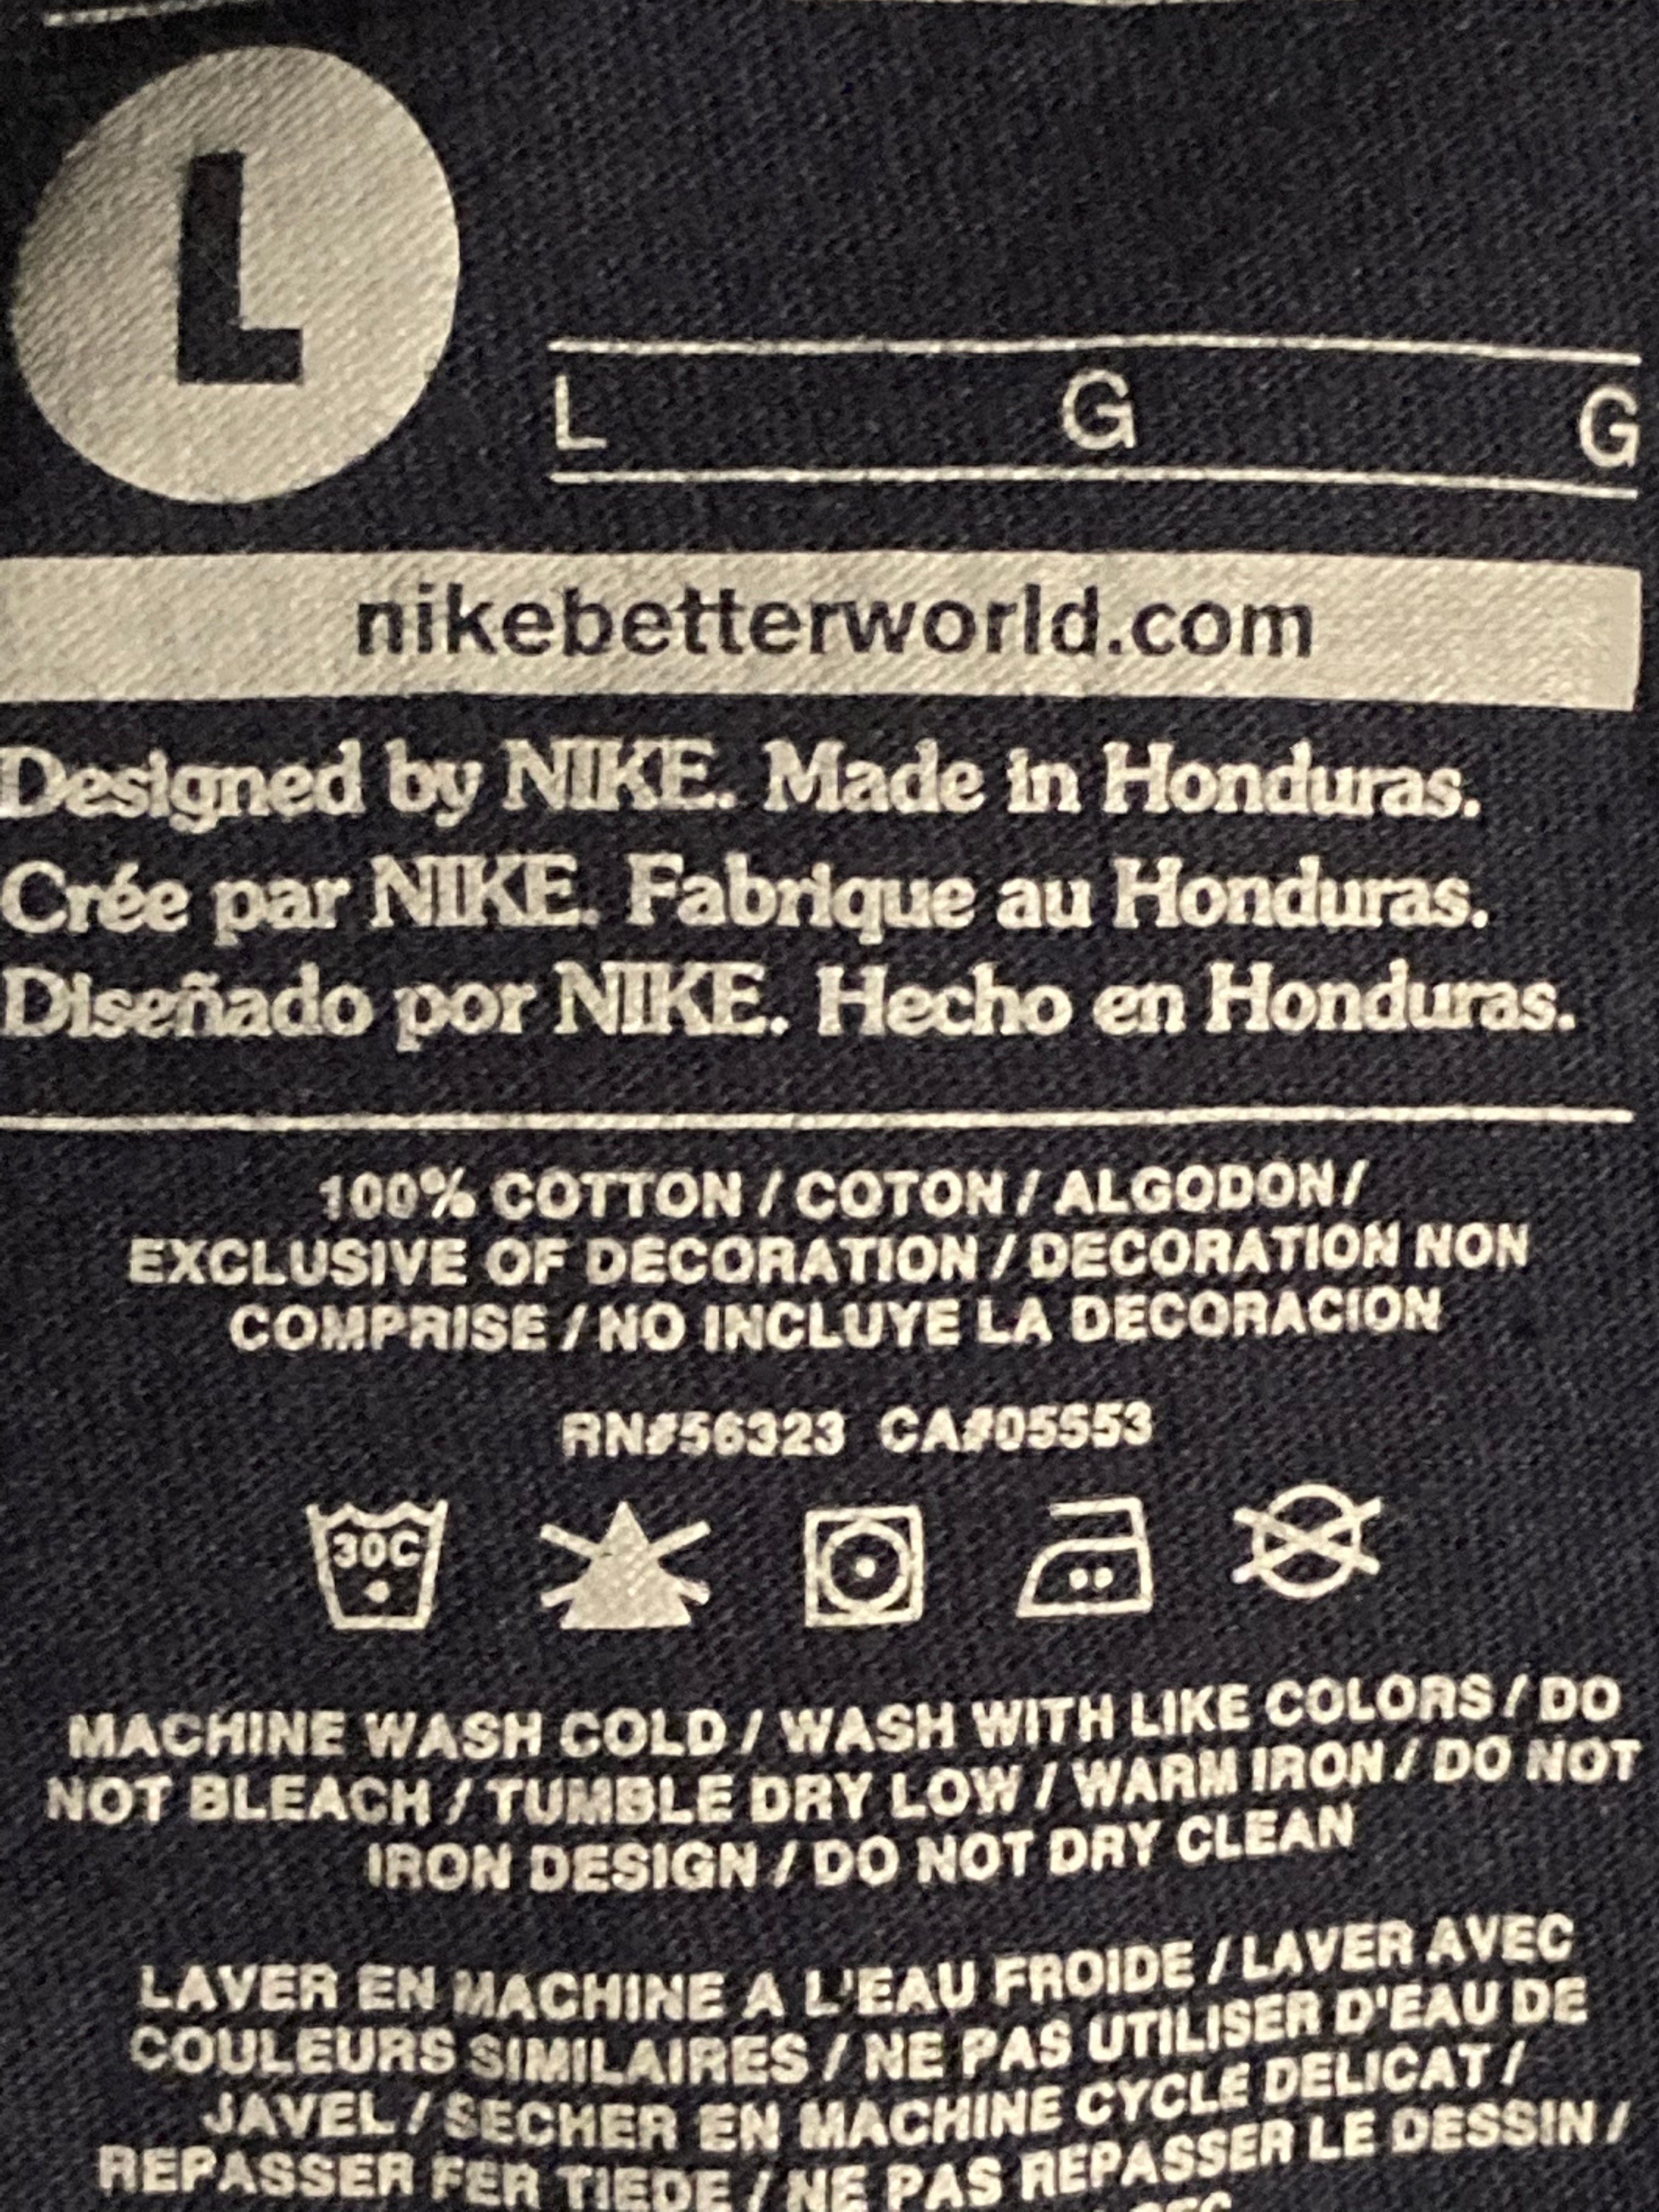 L
L G G
nikebetterworld.com
Designed by NIKE. Made in Honduras.
Crée par NIKE. Fabrique au Honduras.
Diseñado por NIKE. Hecho en Honduras.
100% COTTON / COTON / ALGODON /
EXCLUSIVE OF DECORATION / DECORATION NON
COMPRISE / NO INCLUYE LA DECORACION
RN#56323 CA#05553
30C
MACHINE WASH COLD / WASH WITH LIKE COLORS / DO
NOT BLEACH / TUMBLE DRY LOW / WARM IRON / DO NOT
IRON DESIGN / DO NOT DRY CLEAN
LAVER EN MACHINE A L'EAU FROIDE / LAVER AVEC
COULEURS SIMILAIRES / NE PAS UTILISER D'EAU DE
JAVEL / SECHER EN MACHINE CYCLE DELICAT /
REPASSER FER TIEDE / NE PAS REPASSER LE DESSIN /